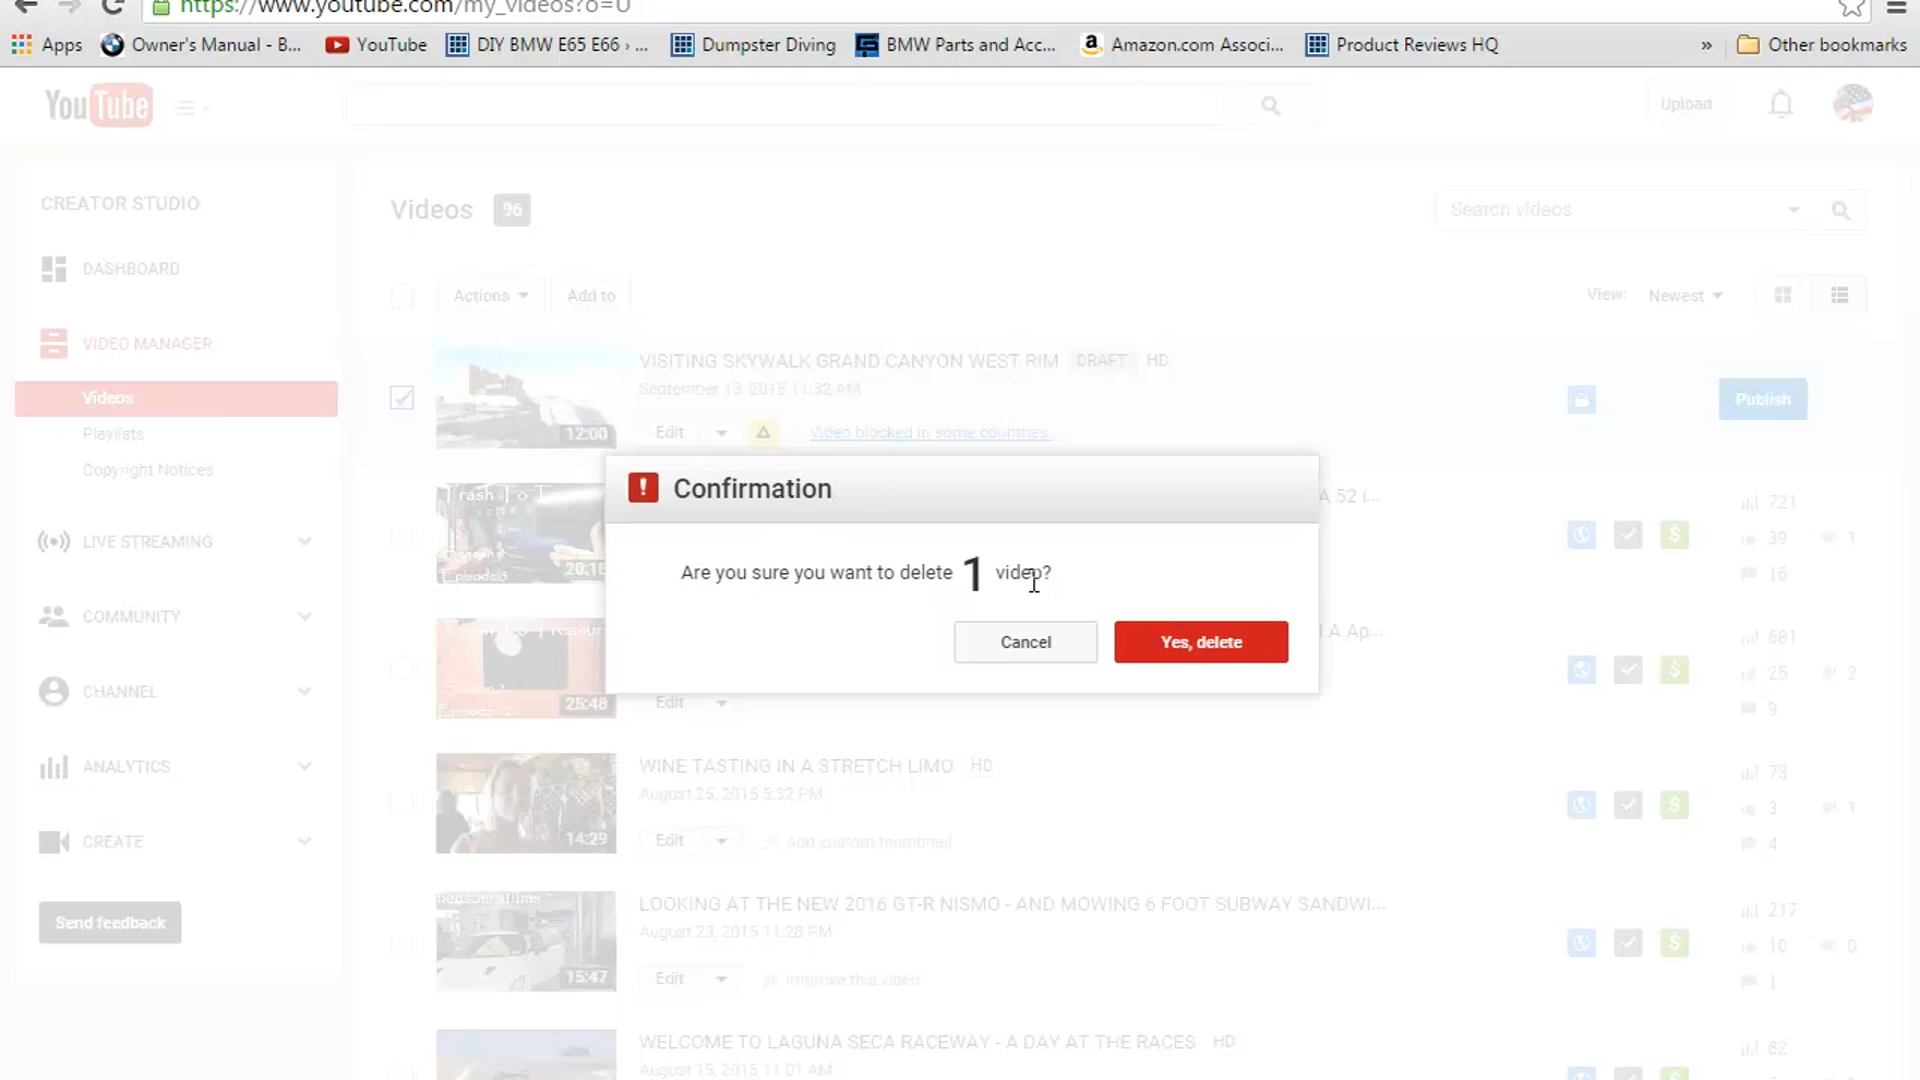 https://www.youtube.com/my_videos?o=U
Apps Owner's Manual - B... YouTube DIY BMW E65 E66 › ... Dumpster Diving BMW Parts and Acc... Amazon.com Associ... Product Reviews HQ » Other bookmarks
YouTube Upload
CREATOR STUDIO
DASHBOARD
VIDEO MANAGER
Videos
Playlists
Copyright Notices
LIVE STREAMING
COMMUNITY
CHANNEL
ANALYTICS
CREATE
Send feedback
Videos 96 Search videos
Actions Add to View: Newest
VISITING SKYWALK GRAND CANYON WEST RIM DRAFT HD
September 13, 2015 11:32 AM
12:00 Edit Video blocked in some countries.
Publish
Confirmation
Are you sure you want to delete 1 video?
Cancel Yes, delete
Trash To T
20:18
A 52 i...
721
39 1
16
25:48
Edit
A Ap...
681
25 2
9
WINE TASTING IN A STRETCH LIMO HD
August 25, 2015 5:32 PM
14:29 Edit Add custom thumbnail
73
3 1
4
LOOKING AT THE NEW 2016 GT-R NISMO - AND MOWING 6 FOOT SUBWAY SANDWI...
August 23, 2015 11:28 PM
15:47 Edit Improve this video
217
10 0
1
WELCOME TO LAGUNA SECA RACEWAY - A DAY AT THE RACES HD
August 15, 2015 11:01 AM
82